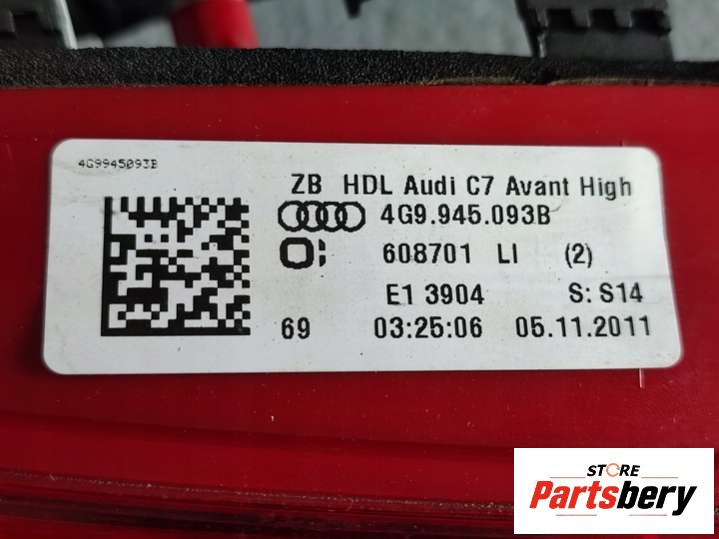 4G9945093B
ZB HDL Audi C7 Avant High
4G9.945.093B
608701 LI (2)
E1 3904 S: S14
69 03:25:06 05.11.2011
STORE
Partsbery